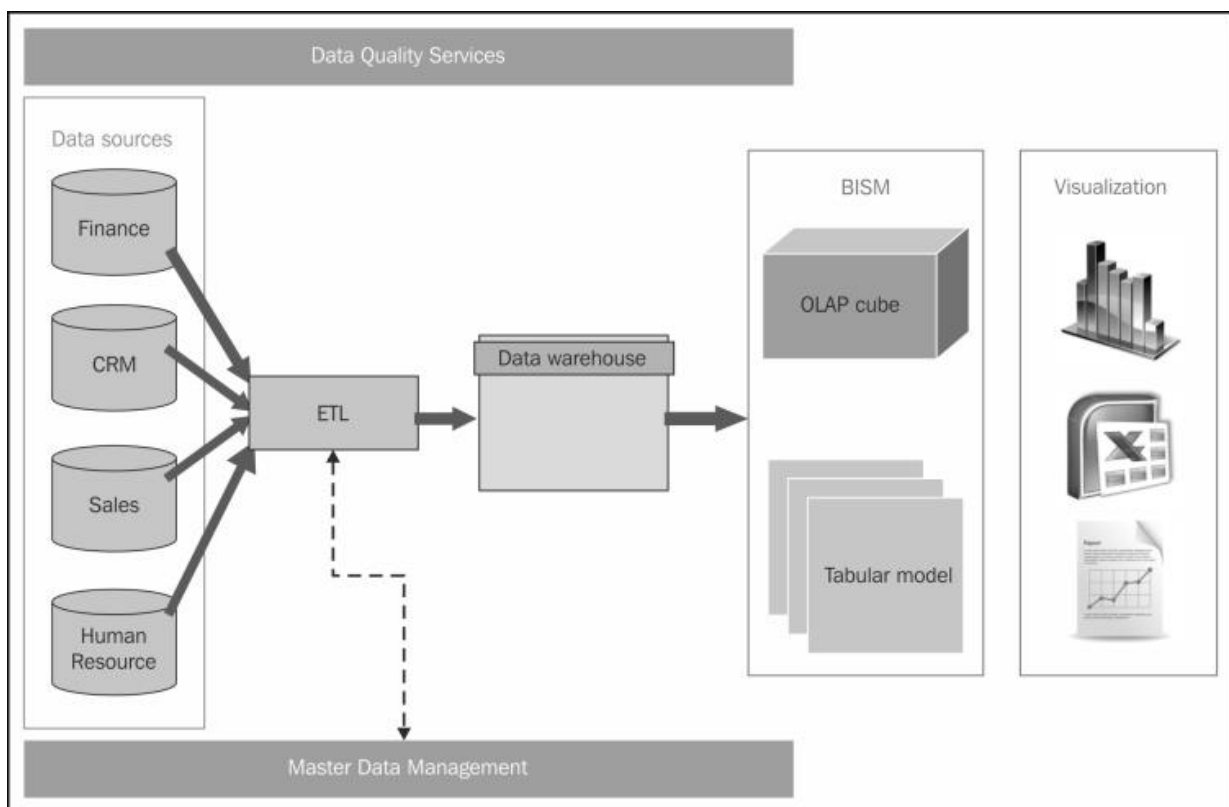 Data Quality Services
Data sources
Finance
CRM
Sales
Human
Resource
ETL
Data warehouse
BISM
OLAP cube
Tabular model
Visualization
Report
Master Data Management